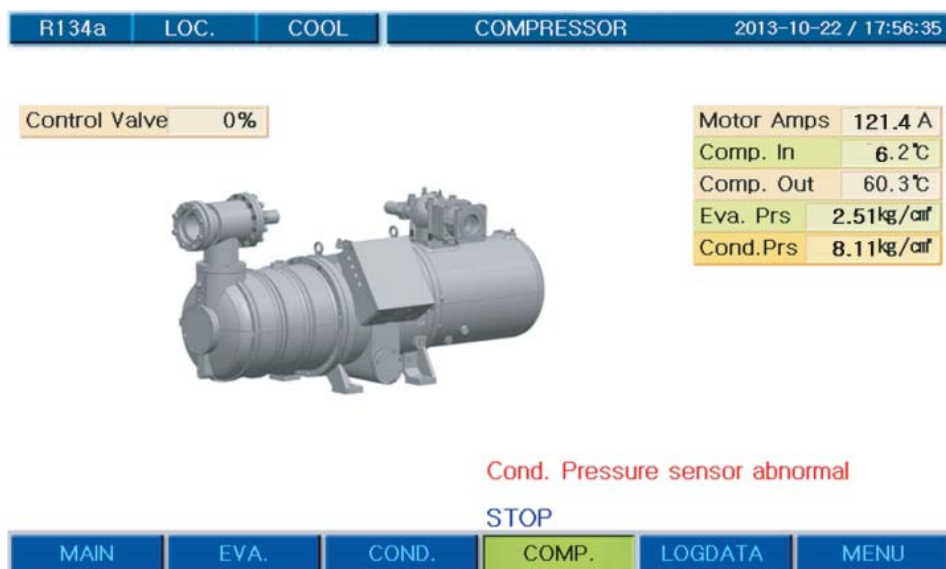 R134a LOC. COOL COMPRESSOR 2013-10-22 / 17:56:35
Control Valve 0%
Motor Amps 121.4 A
Comp. In 6.2℃
Comp. Out 60.3℃
Eva. Prs 2.51kg/㎠
Cond.Prs 8.11kg/㎠
Cond. Pressure sensor abnormal
STOP
MAIN EVA. COND. COMP. LOGDATA MENU